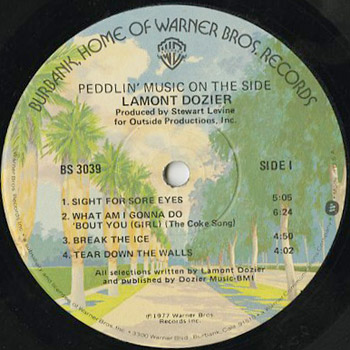 BURBANK, HOME OF WARNER BROS. RECORDS
WB
PEDDLIN' MUSIC ON THE SIDE
LAMONT DOZIER
Produced by Stewart Levine
for Outside Productions, Inc.
BS 3039
SIDE 1
1. SIGHT FOR SORE EYES 5:05
2. WHAT AM I GONNA DO
'BOUT YOU (GIRL) (The Coke Song) 6:24
3. BREAK THE ICE 4:50
4. TEAR DOWN THE WALLS 4:02
All selections written by Lamont Dozier
and published by Dozier Music-BMI
℗ 1977 Warner Bros.
Records Inc.